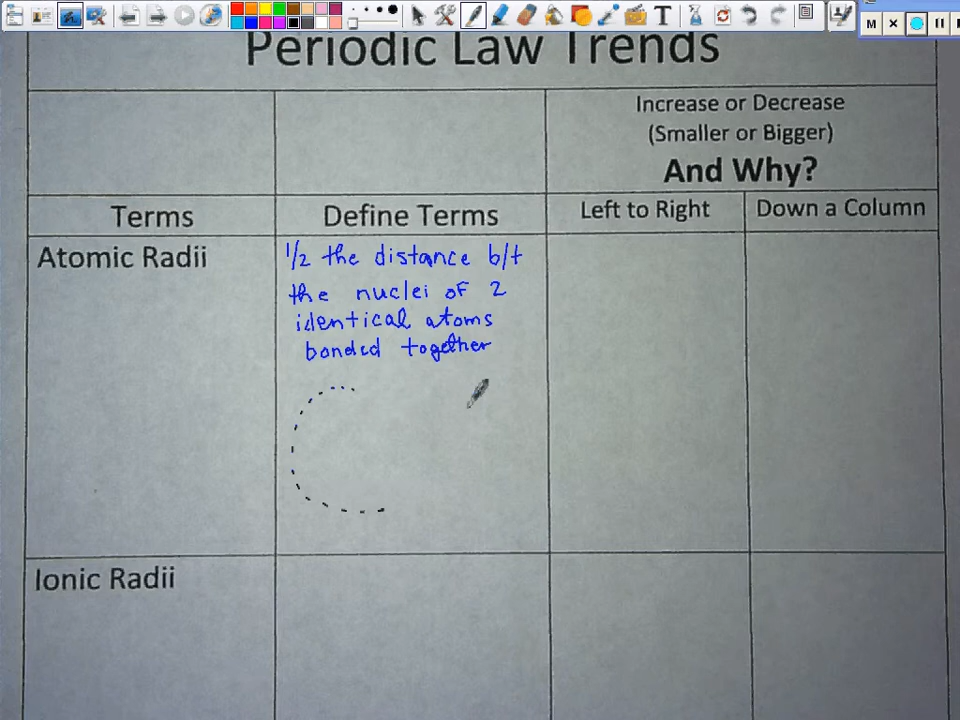 Periodic Law Trends
Increase or Decrease
(Smaller or Bigger)
And Why?
Terms
Define Terms
Left to Right
Down a Column
Atomic Radii
1/2 the distance b/t
the nuclei of 2
identical atoms
bonded together
Ionic Radii
T
M